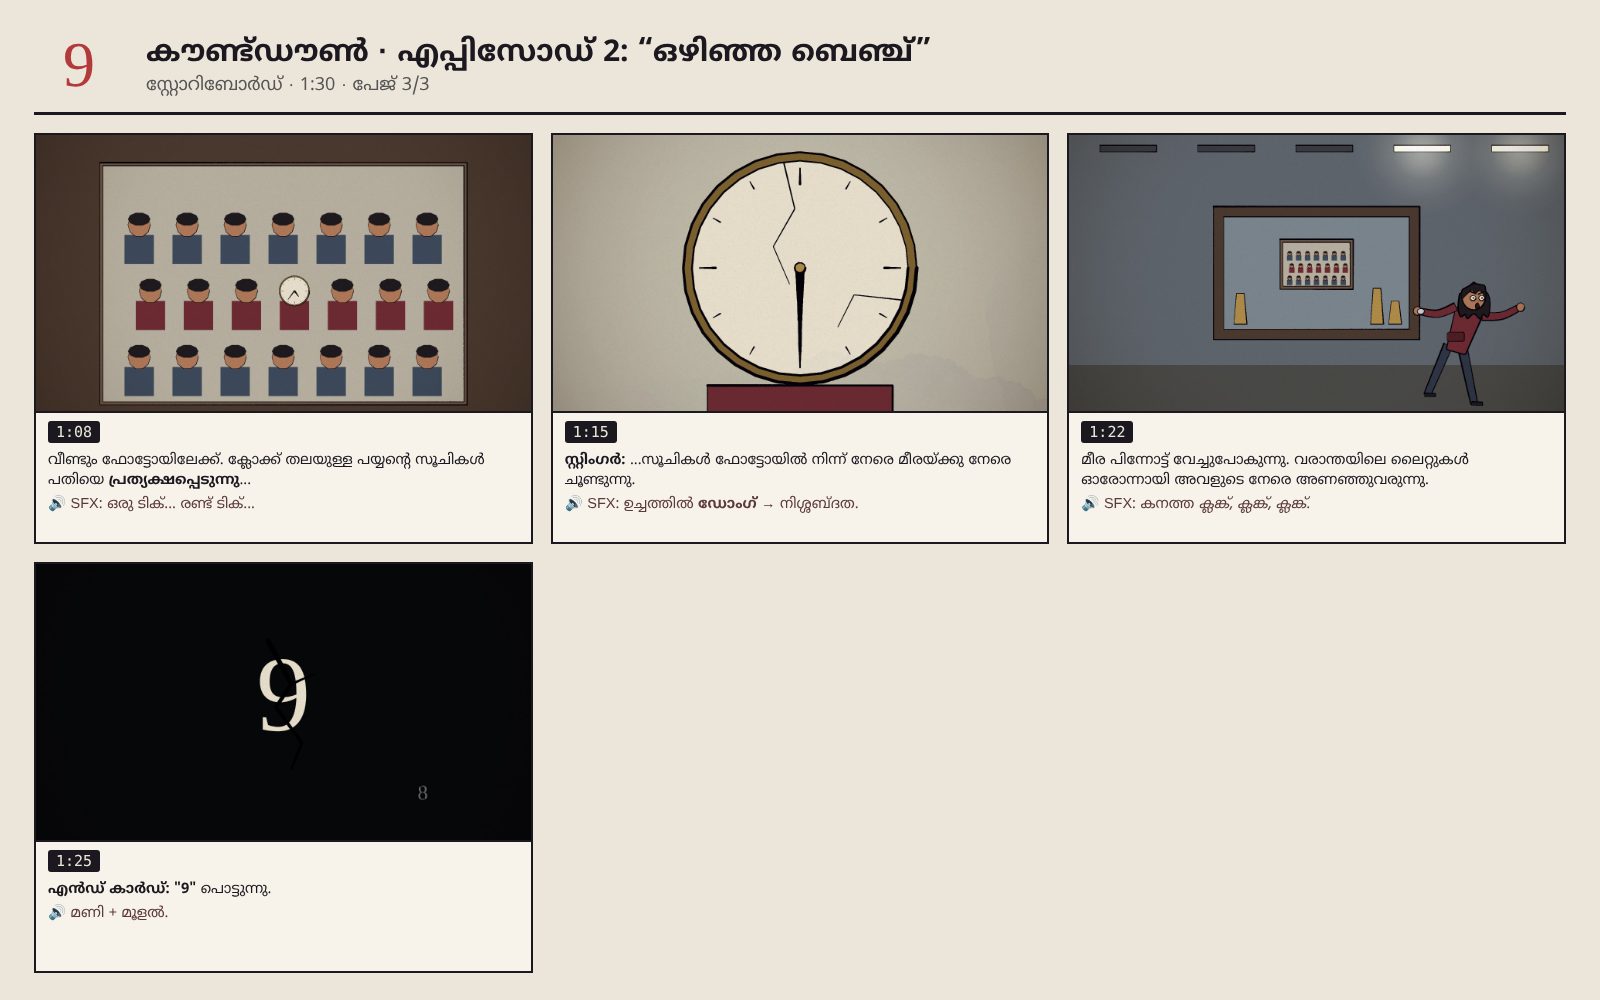 9
കൗണ്ട്ഡൗൺ · എപ്പിസോഡ് 2: “ഒഴിഞ്ഞ ബെഞ്ച്”
സ്റ്റോറിബോർഡ് · 1:30 · പേജ് 3/3
1:08
വീണ്ടും ഫോട്ടോയിലേക്ക്. ക്ലോക്ക് തലയുള്ള പയ്യന്റെ സൂചികൾ
പതിയെ പ്രത്യക്ഷപ്പെടുന്നു...
🔊 SFX: ഒരു ടിക്... രണ്ട് ടിക്...
1:15
സ്റ്റിംഗർ: ...സൂചികൾ ഫോട്ടോയിൽ നിന്ന് നേരെ മീരയ്ക്കു നേരെ
ചൂണ്ടുന്നു.
🔊 SFX: ഉച്ചത്തിൽ ഡോംഗ് → നിശ്ശബ്ദത.
1:22
മീര പിന്നോട്ട് വേച്ചുപോകുന്നു. വരാന്തയിലെ ലൈറ്റുകൾ
ഓരോന്നായി അവളുടെ നേരെ അണഞ്ഞുവരുന്നു.
🔊 SFX: കനത്ത ക്ലങ്ക്, ക്ലങ്ക്, ക്ലങ്ക്.
9
8
1:25
എൻഡ് കാർഡ്: "9" പൊട്ടുന്നു.
🔊 മണി + മൂളൽ.